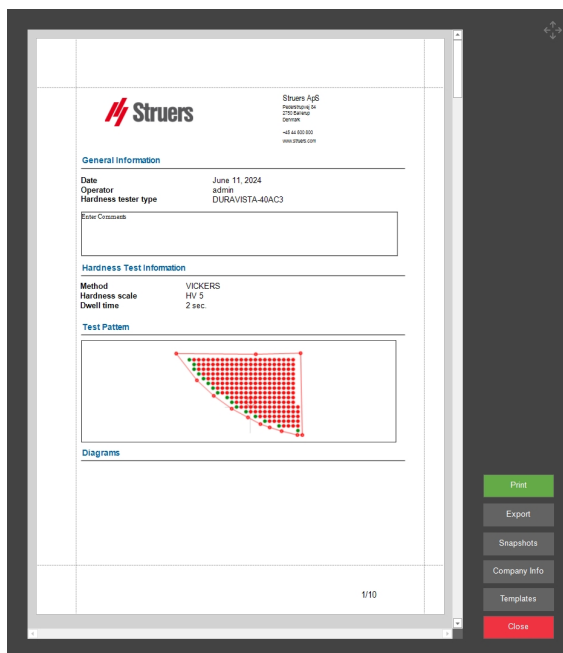 Struers
Struers ApS
Pederstrupvej 84
2750 Ballerup
Denmark
+45 44 600 800
www.struers.com
General Information
Date June 11, 2024
Operator admin
Hardness tester type DURAVISTA-40AC3
Enter Comments
Hardness Test Information
Method VICKERS
Hardness scale HV 5
Dwell time 2 sec.
Test Pattern
Diagrams
1/10
Print
Export
Snapshots
Company Info
Templates
Close